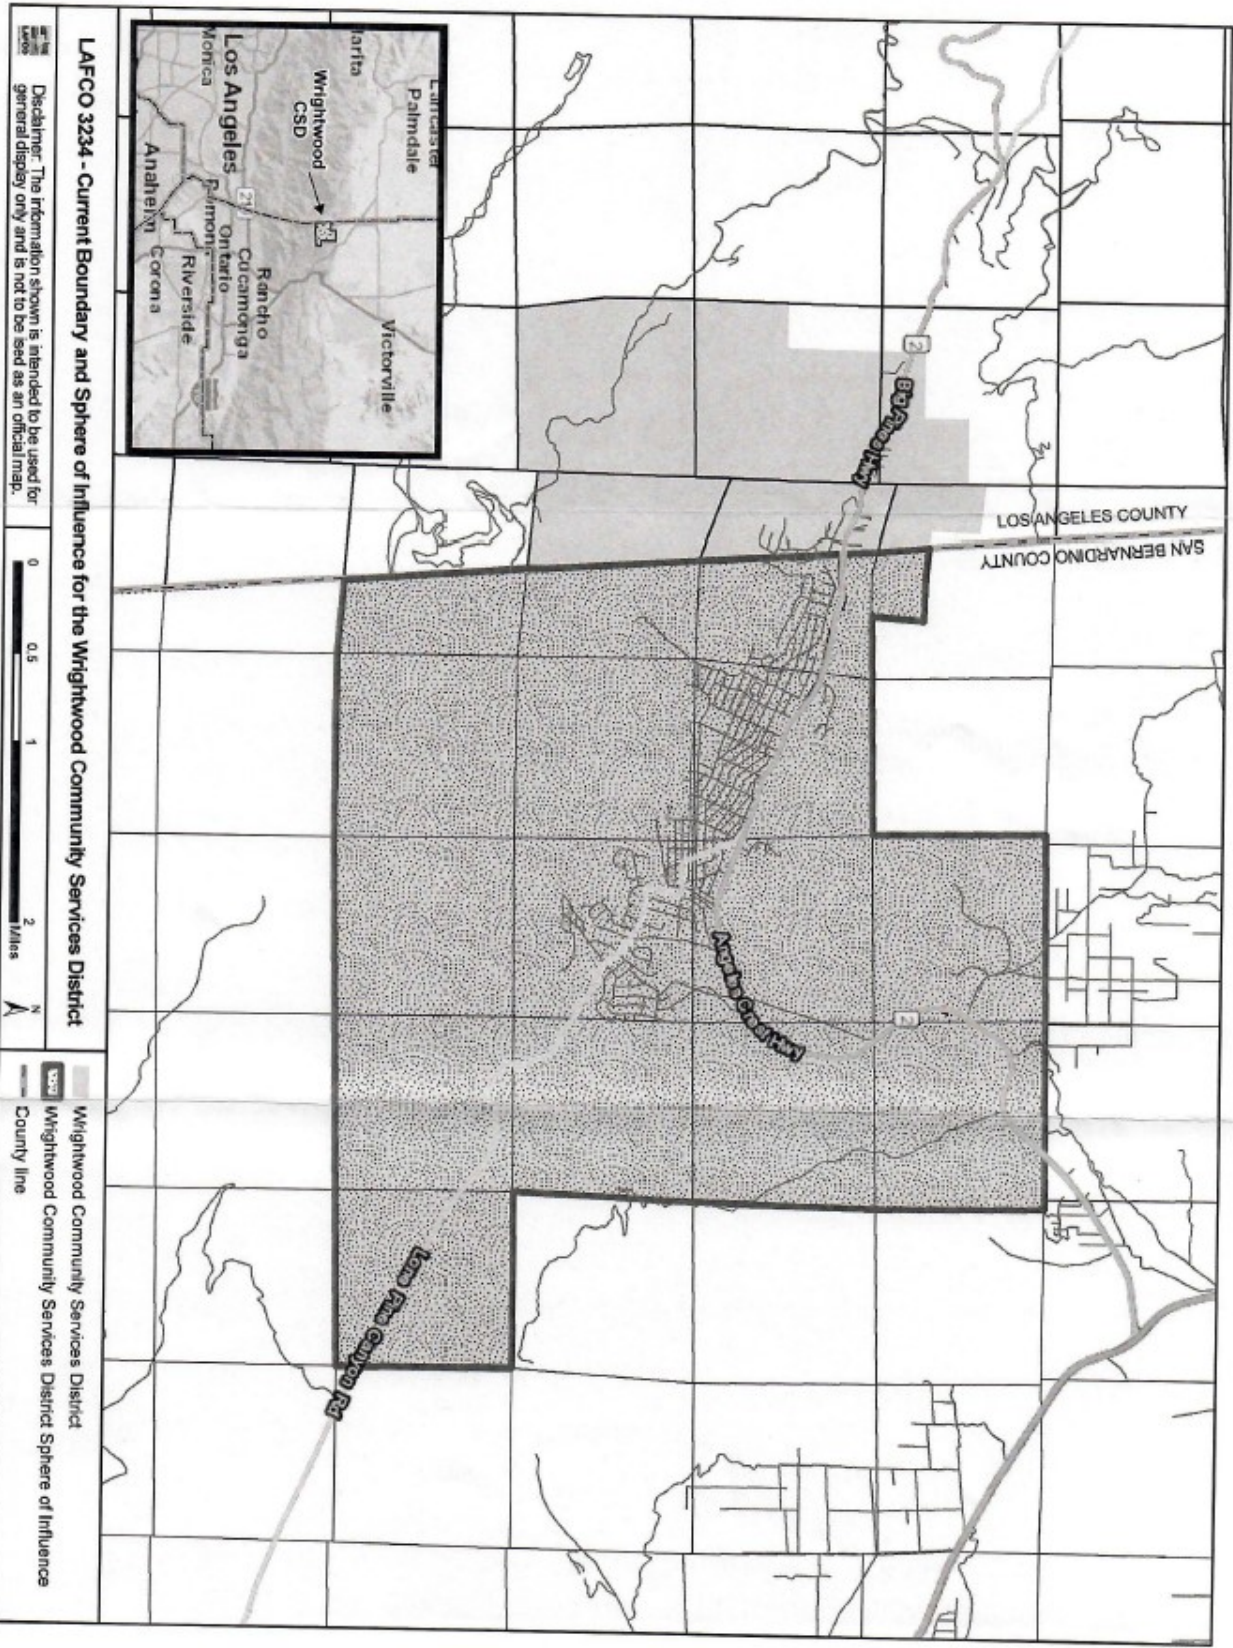 LAFCO 3234 - Current Boundary and Sphere of Influence for the Wrightwood Community Services District
LAFCO
Disclaimer: The information shown is intended to be used for
general display only and is not to be ised as an official map.
0 0.5 1 2
Miles
N
Wrightwood Community Services District
Wrightwood Community Services District Sphere of Influence
County line
Lancaster
Palmdale
larita
Victorville
Wrightwood
CSD
Los Angeles
Monica
Rancho
Cucamonga
Ontario
Riverside
Anaheim
Corona
2
Big Pines Hwy
LOS ANGELES COUNTY
SAN BERNARDINO COUNTY
Angeles Crest Hwy
2
Lone Pine Canyon Rd